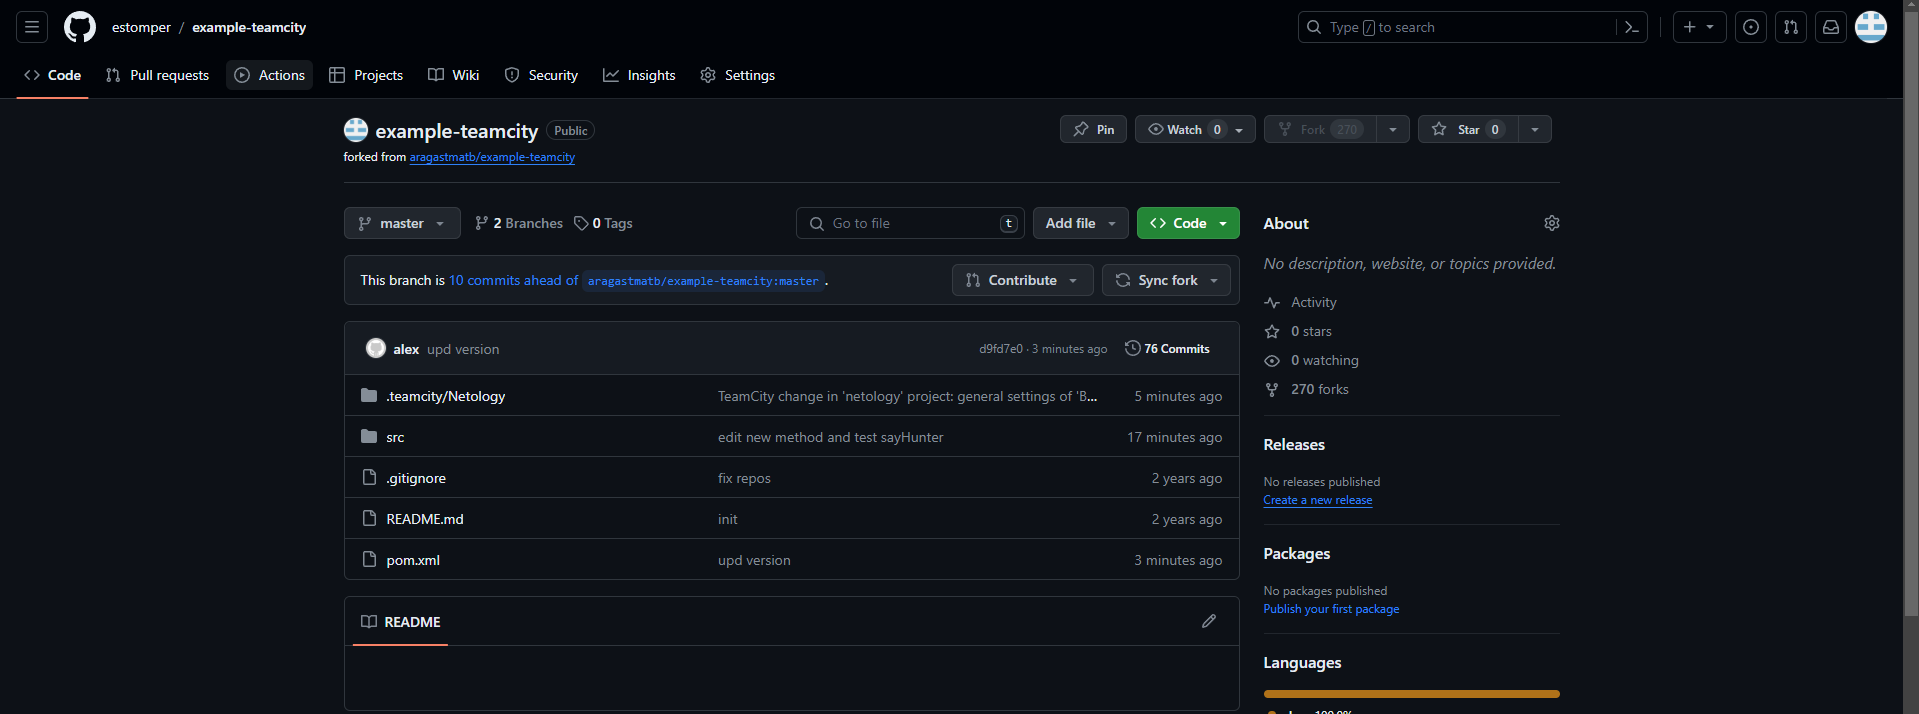 estomper / example-teamcity
Type / to search
Code
Pull requests
Actions
Projects
Wiki
Security
Insights
Settings
example-teamcity Public
Pin
Watch 0
Fork 270
Star 0
forked from aragastmatb/example-teamcity
master
2 Branches
0 Tags
Go to file t
Add file
Code
This branch is 10 commits ahead of aragastmatb/example-teamcity:master .
Contribute
Sync fork
alex upd version d9fd7e0 · 3 minutes ago 76 Commits
.teamcity/Netology TeamCity change in 'netology' project: general settings of 'B... 5 minutes ago
src edit new method and test sayHunter 17 minutes ago
.gitignore fix repos 2 years ago
README.md init 2 years ago
pom.xml upd version 3 minutes ago
README
About
No description, website, or topics provided.
Activity
0 stars
0 watching
270 forks
Releases
No releases published
Create a new release
Packages
No packages published
Publish your first package
Languages